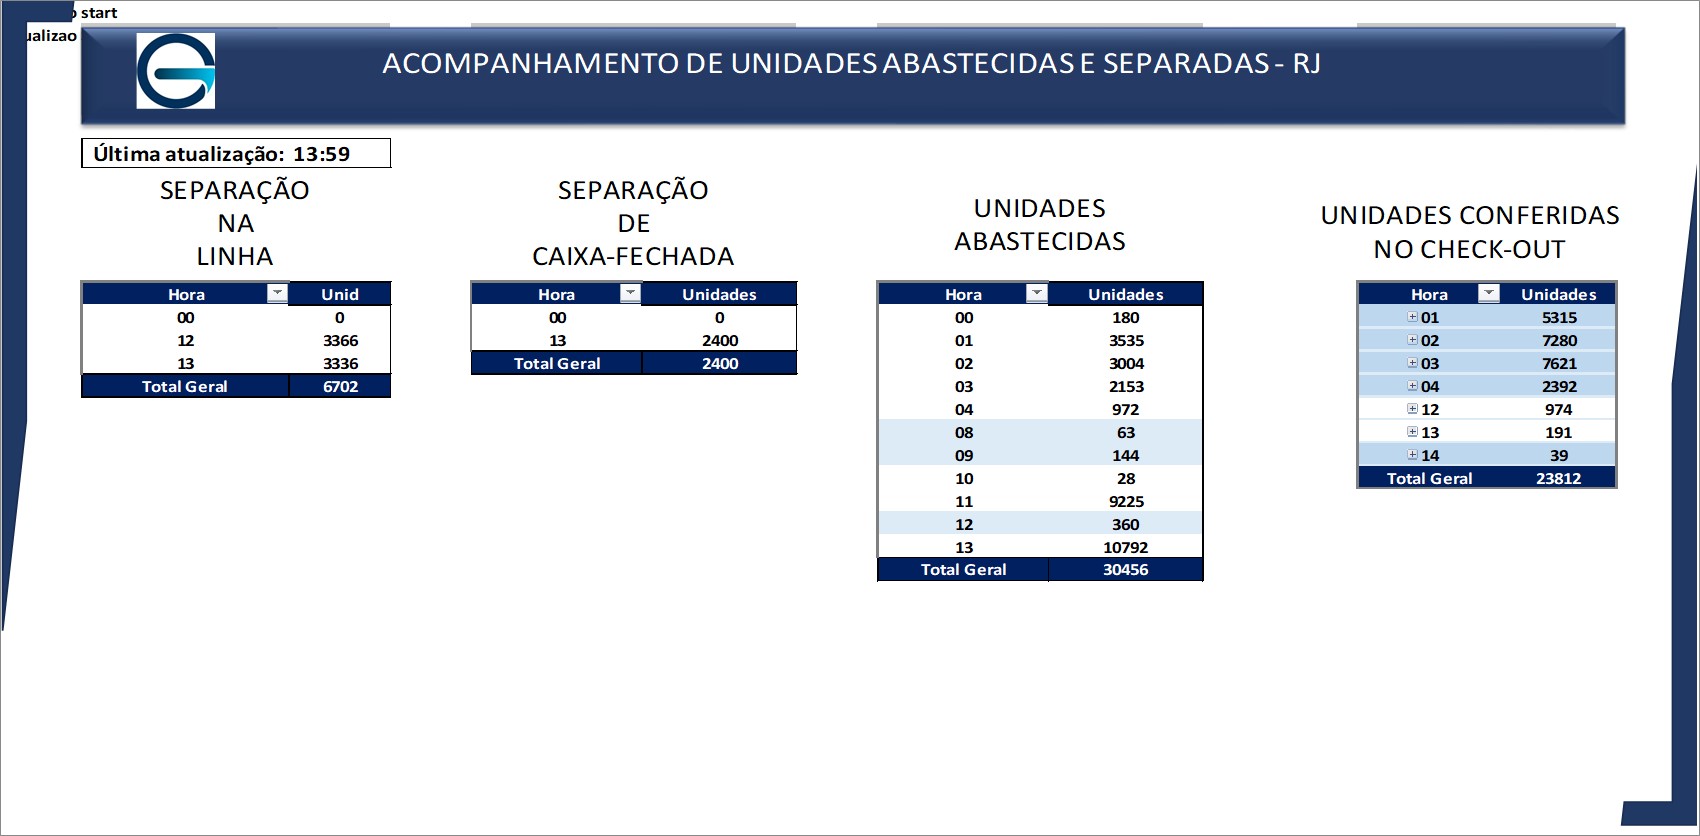 start
ACOMPANHAMENTO DE UNIDADES ABASTECIDAS E SEPARADAS - RJ
Última atualização: 13:59
SEPARAÇÃO
NA
LINHA
Hora Unid
00 0
12 3366
13 3336
Total Geral 6702
SEPARAÇÃO
DE
CAIXA-FECHADA
Hora Unidades
00 0
13 2400
Total Geral 2400
UNIDADES
ABASTECIDAS
Hora Unidades
00 180
01 3535
02 3004
03 2153
04 972
08 63
09 144
10 28
11 9225
12 360
13 10792
Total Geral 30456
UNIDADES CONFERIDAS
NO CHECK-OUT
Hora Unidades
01 5315
02 7280
03 7621
04 2392
12 974
13 191
14 39
Total Geral 23812